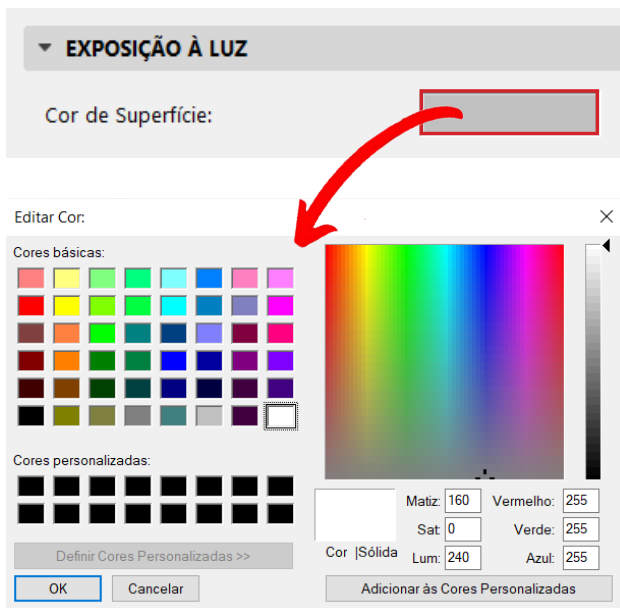 EXPOSIÇÃO À LUZ
Cor de Superfície:
Editar Cor:
Cores básicas:
Cores personalizadas:
Definir Cores Personalizadas >>
OK Cancelar
Matiz: 160 Vermelho: 255
Sat: 0 Verde: 255
Cor |Sólida Lum: 240 Azul: 255
Adicionar às Cores Personalizadas